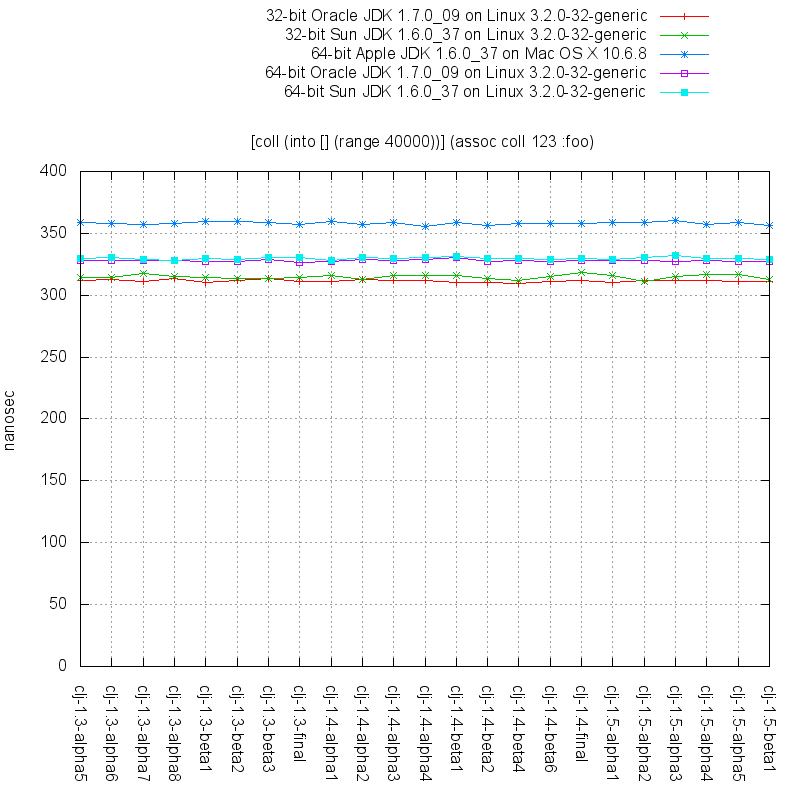 32-bit Oracle JDK 1.7.0_09 on Linux 3.2.0-32-generic
32-bit Sun JDK 1.6.0_37 on Linux 3.2.0-32-generic
64-bit Apple JDK 1.6.0_37 on Mac OS X 10.6.8
64-bit Oracle JDK 1.7.0_09 on Linux 3.2.0-32-generic
64-bit Sun JDK 1.6.0_37 on Linux 3.2.0-32-generic
[coll (into [] (range 40000))] (assoc coll 123 :foo)
400
350
300
250
200
150
100
50
0
nanosec
clj-1.3-alpha5
clj-1.3-alpha6
clj-1.3-alpha7
clj-1.3-alpha8
clj-1.3-beta1
clj-1.3-beta2
clj-1.3-beta3
clj-1.3-final
clj-1.4-alpha1
clj-1.4-alpha2
clj-1.4-alpha3
clj-1.4-alpha4
clj-1.4-beta1
clj-1.4-beta2
clj-1.4-beta4
clj-1.4-beta6
clj-1.4-final
clj-1.5-alpha1
clj-1.5-alpha2
clj-1.5-alpha3
clj-1.5-alpha4
clj-1.5-alpha5
clj-1.5-beta1